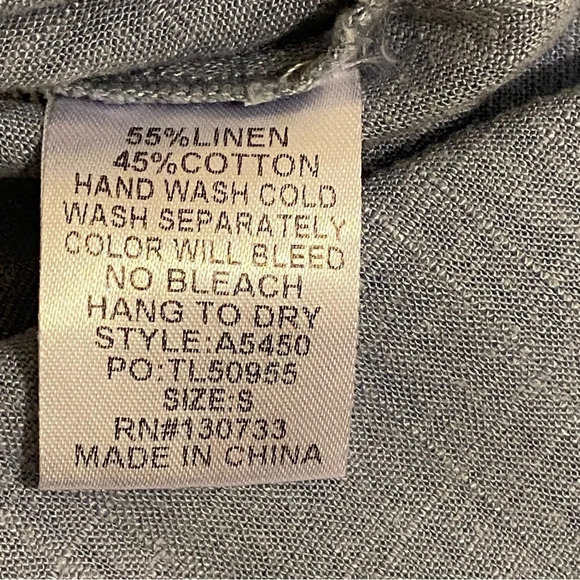 55%LINEN
45%COTTON
HAND WASH COLD
WASH SEPARATELY
COLOR WILL BLEED
NO BLEACH
HANG TO DRY
STYLE:A5450
PO:TL50955
SIZE:S
RN#130733
MADE IN CHINA